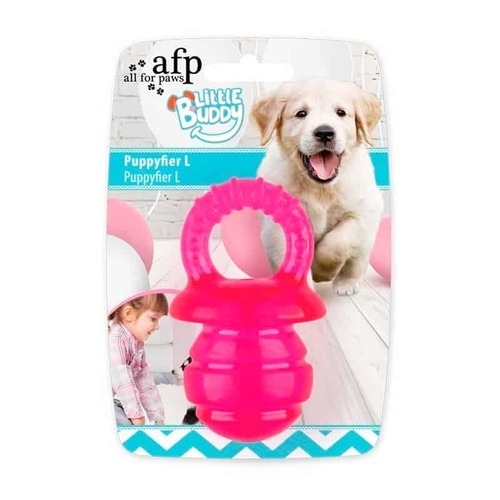 afp
all for paws
Little
Buddy
Puppyfier L
Puppyfier L